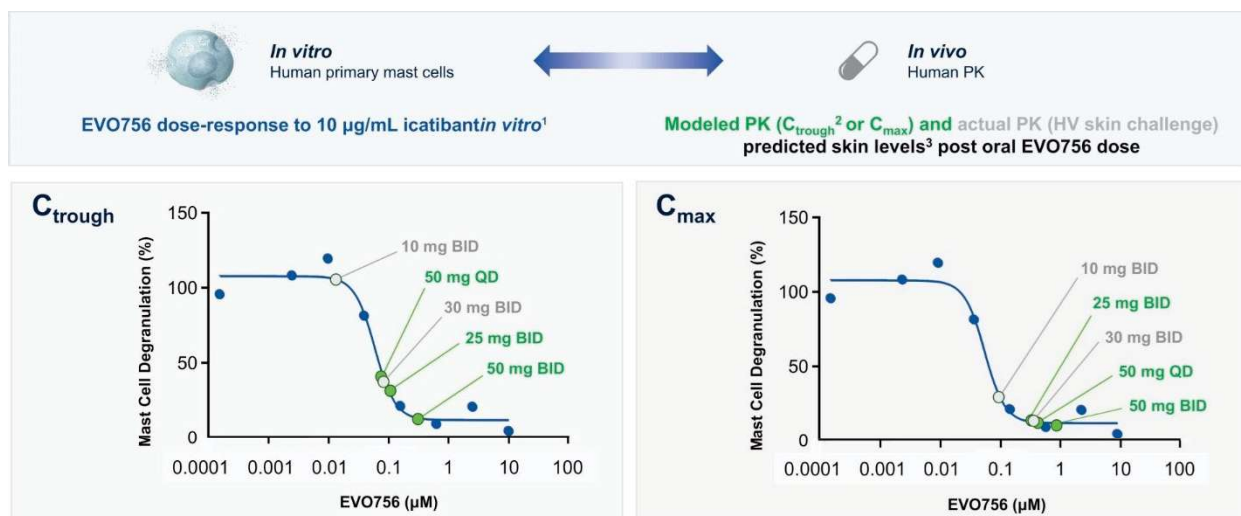 In vitro
Human primary mast cells
EVO756 dose-response to 10 µg/mL icatibantin vitro¹
In vivo
Human PK
Modeled PK (Ctrough² or Cmax) and actual PK (HV skin challenge)
predicted skin levels³ post oral EVO756 dose
Ctrough
Mast Cell Degranulation (%)
150
100
50
0
10 mg BID
50 mg QD
30 mg BID
25 mg BID
50 mg BID
0.0001
0.001
0.01
0.1
1
10
100
EVO756 (µM)
Cmax
Mast Cell Degranulation (%)
150
100
50
0
10 mg BID
25 mg BID
30 mg BID
50 mg QD
50 mg BID
0.0001
0.001
0.01
0.1
1
10
100
EVO756 (µM)